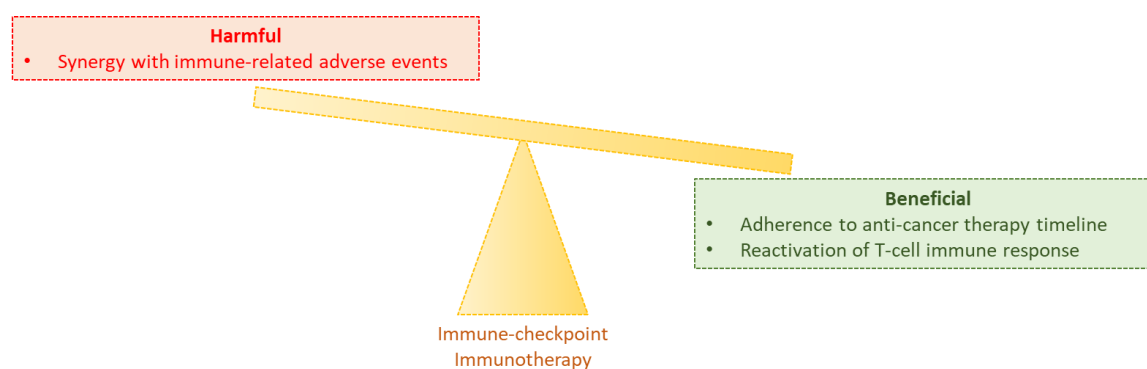 Harmful
• Synergy with immune-related adverse events
Beneficial
• Adherence to anti-cancer therapy timeline
• Reactivation of T-cell immune response
Immune-checkpoint
Immunotherapy